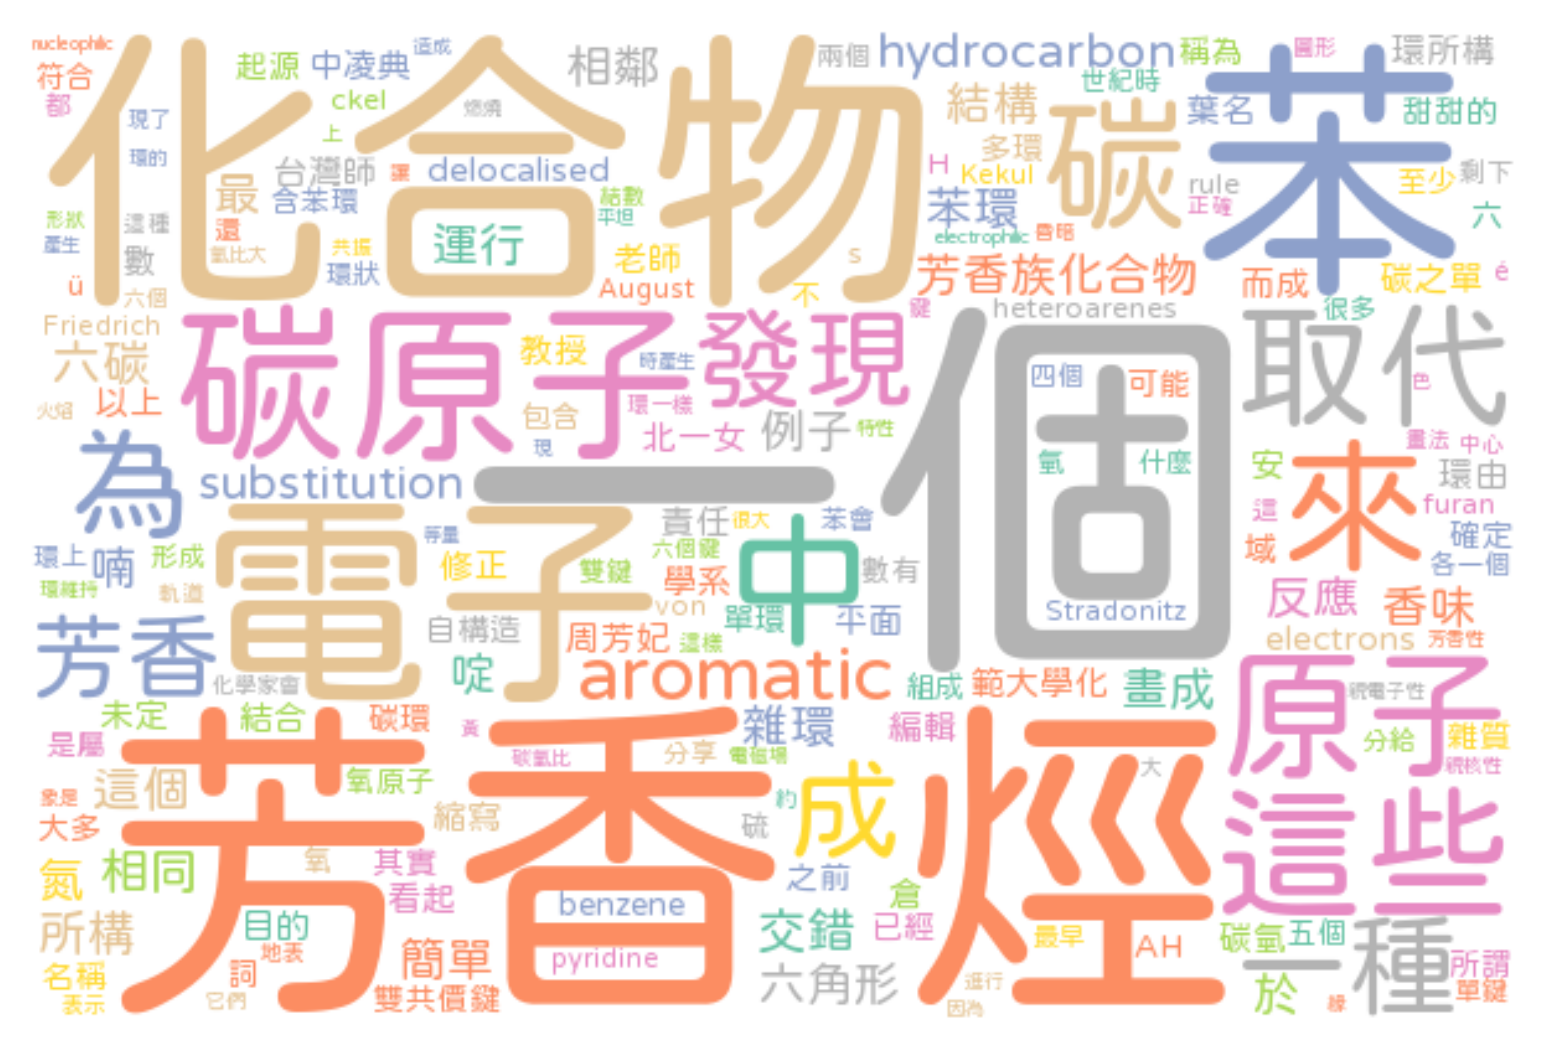 nucleophilic
符合
都
起源
中凌典
造成
ckel
上
現了
環的
化合物
燃燒
相鄰
兩個
hydrocarbon
稱為
圖形
環所構
世紀時
結構
碳
葉名
苯
甜甜的
台灣師
讓
delocalised
最
含苯環
多環
H
Kekul
rule
正確
至少
剩下
六
形狀
這種
產生
還
氫比大
數
共振
環狀
結數
平坦
運行
老師
August
s
不
苯環
electrophilic
昏暗
芳香族化合物
而成
碳之單
é
ü
六個
Friedrich
六碳
火焰
以上
碳原子
發現
鍵
heteroarenes
很多
教授
時產生
包含
環一樣
現
北一女
例子
特性
個
四個
可能
氫
什麼
Stradonitz
取代
色
畫法
中心
為
substitution
一
安
來
環由
這
furan
域
確定
各一個
環上
喃
形成
環維持
軌道
電子
等量
修正
雙鍵
責任
很大
苯會
六個鍵
學系
中
數有
von
單環
平面
自構造
周芳妃
這樣
反應
香味
electrons
芳香性
芳香
化學家會
啶
aromatic
組成
範大學化
畫成
原子
親電子性
分給
雜質
親核性
未定
結合
碳環
是屬
黃
碳氫比
雜環
分享
電磁場
編輯
芳香烴
這個
氧原子
象是
大多
縮寫
約
硫
成
大
這些
氮
相同
氧
其實
看起
之前
倉
benzene
所構
目的
地表
詞
簡單
pyridine
交錯
已經
最早
AH
碳氫
五個
一種
所謂
名稱
表示
它們
雙共價鍵
六角形
進行
因為
於
緣
單鍵